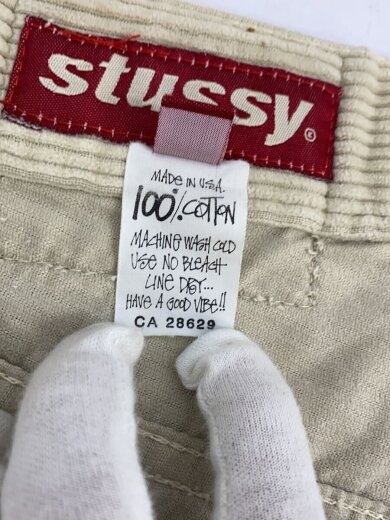 stussy®
MADE IN U.S.A.
100% COTTON
MACHINE WASH COLD
USE NO BLEACH
LINE DRY...
HAVE A GOOD VIBE!!
CA 28629